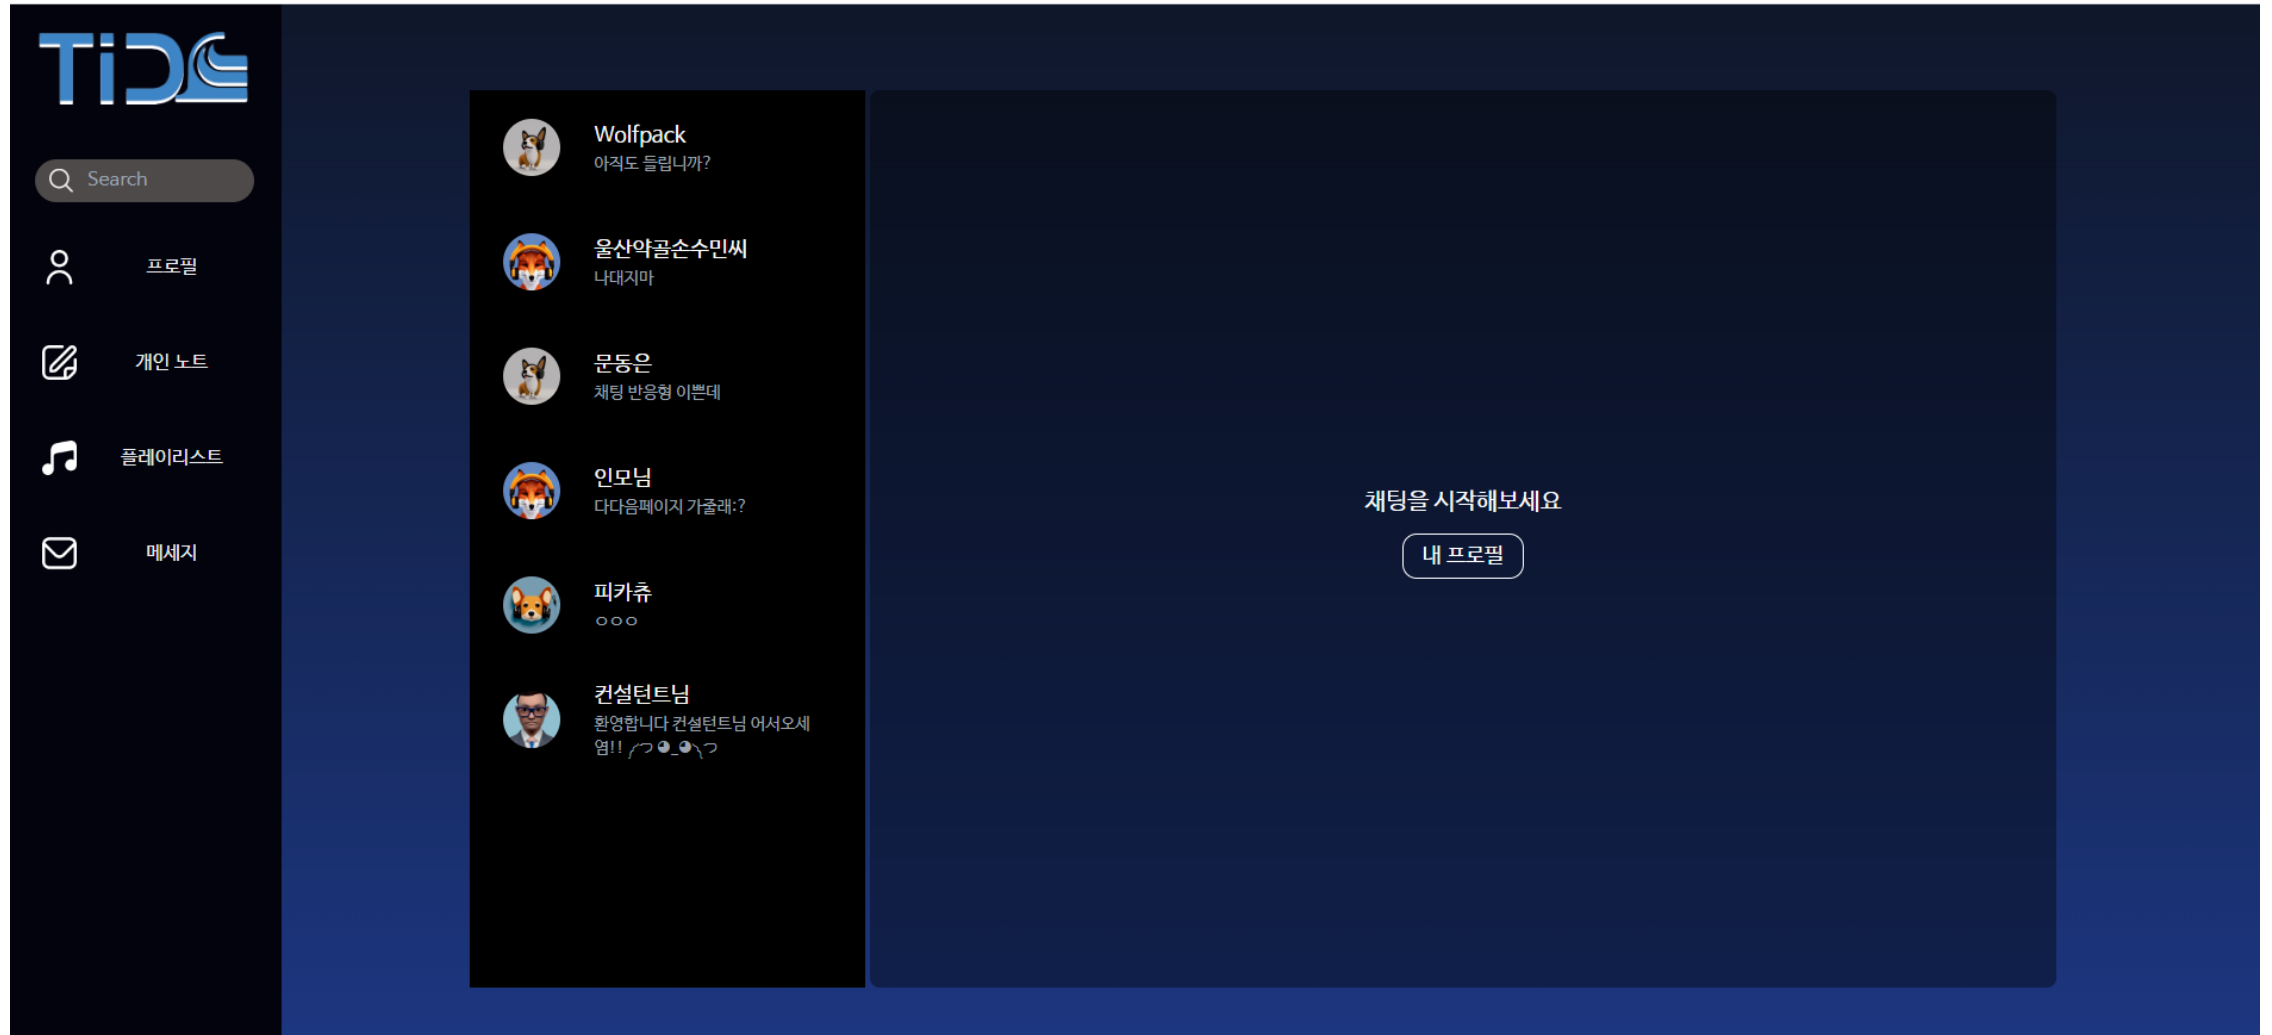 TiDE
Search
프로필
개인 노트
플레이리스트
메세지
Wolfpack
아직도 들립니까?
울산약골손수민씨
나대지마
문동은
채팅 반응형 이쁜데
인모님
다다음페이지 가줄래:?
피카츄
ㅇㅇㅇ
컨설턴트님
환영합니다 컨설턴트님 어서오세
염!! ༼つ ◕_◕༽つ
채팅을 시작해보세요
내 프로필